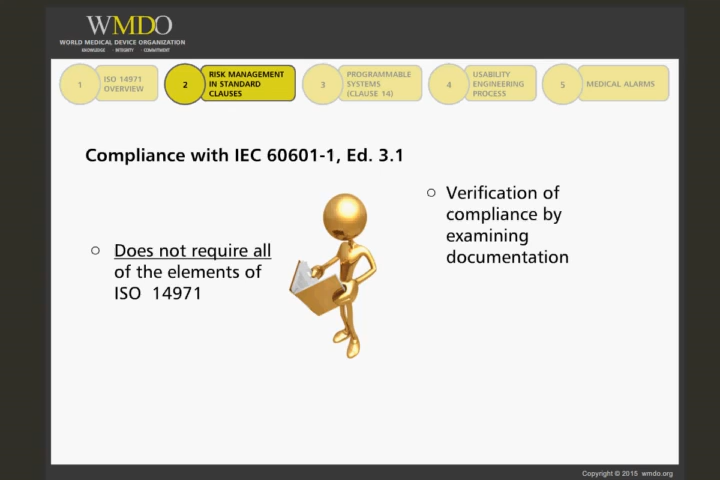 WMDO
WORLD MEDICAL DEVICE ORGANIZATION
KNOWLEDGE · INTEGRITY · COMMITMENT
1
ISO 14971
OVERVIEW
2
RISK MANAGEMENT
IN STANDARD
CLAUSES
3
PROGRAMMABLE
SYSTEMS
(CLAUSE 14)
4
USABILITY
ENGINEERING
PROCESS
5
MEDICAL ALARMS
Compliance with IEC 60601-1, Ed. 3.1
Does not require all
of the elements of
ISO 14971
Verification of
compliance by
examining
documentation
Copyright © 2015 wmdo.org